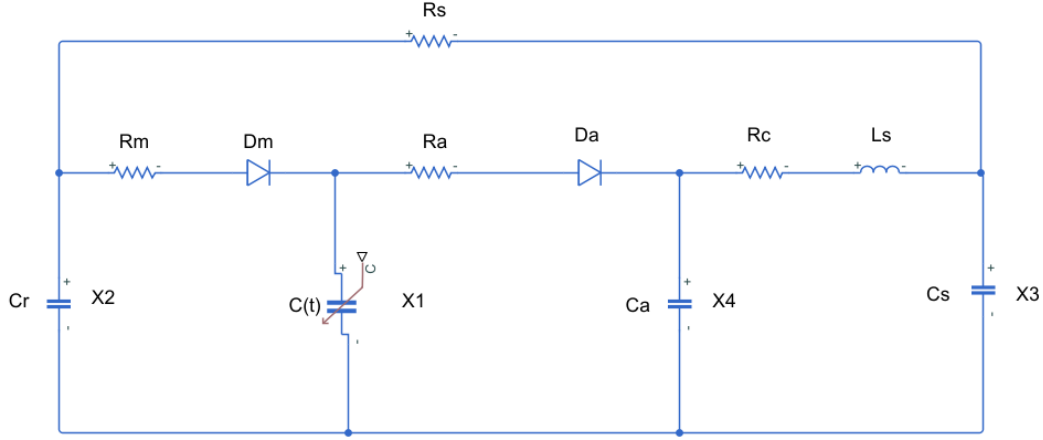 Rs
+ -
Rm Dm Ra Da Rc Ls
+ - + - + - + -
C
+ + + +
Cr X2 C(t) X1 Ca X4 Cs X3
- - - -